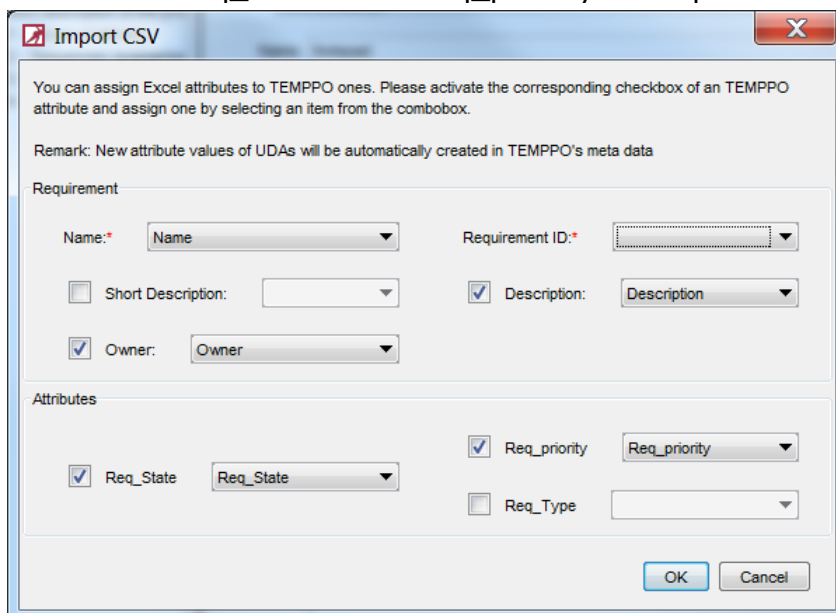 Import CSV
You can assign Excel attributes to TEMPPO ones. Please activate the corresponding checkbox of an TEMPPO
attribute and assign one by selecting an item from the combobox.
Remark: New attribute values of UDAs will be automatically created in TEMPPO's meta data
Requirement
Name:* Name Requirement ID:*
Short Description: Description: Description
Owner: Owner
Attributes
Req_priority Req_priority
Req_State Req_State
Req_Type
OK Cancel